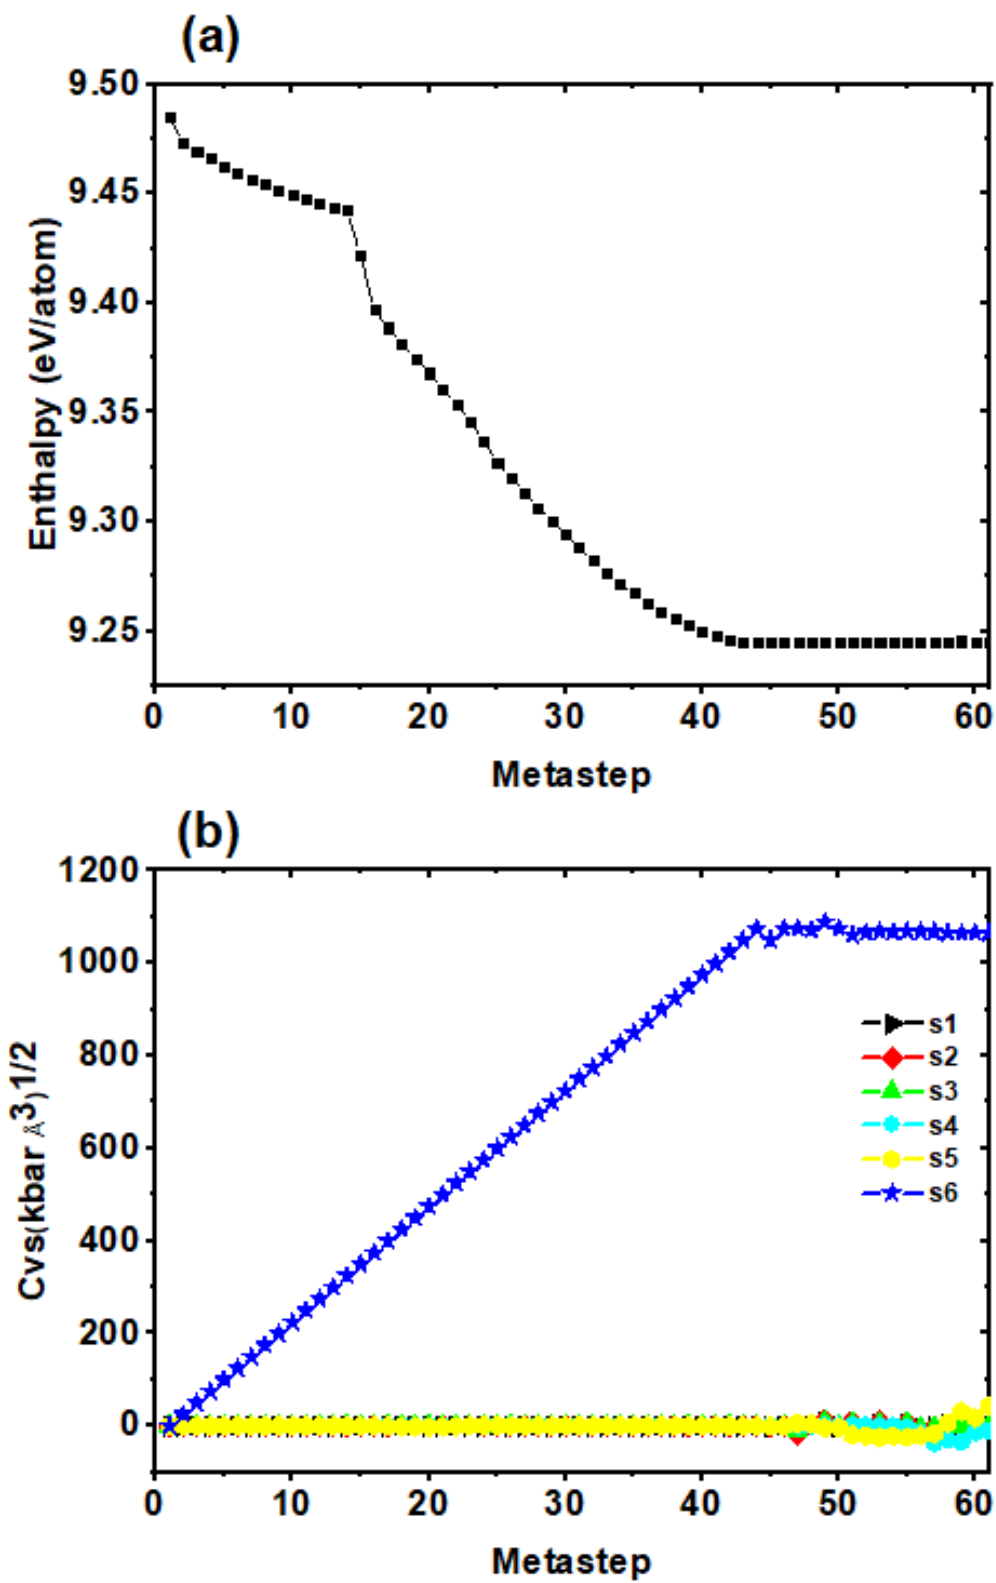 (a)
9.50
9.45
9.40
9.35
9.30
9.25
Enthalpy (eV/atom)
0 10 20 30 40 50 60
Metastep
(b)
1200
1000
800
600
400
200
0
Cvs(kbar Å3)1/2
s1
s2
s3
s4
s5
s6
0 10 20 30 40 50 60
Metastep